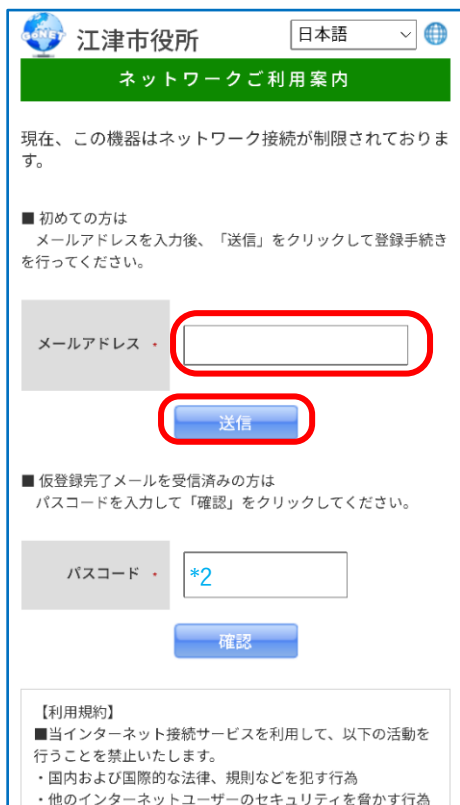 GoNET 江津市役所 日本語
ネットワークご利用案内
現在、この機器はネットワーク接続が制限されておりま
す。
■ 初めての方は
メールアドレスを入力後、「送信」をクリックして登録手続き
を行ってください。
メールアドレス •
送信
■ 仮登録完了メールを受信済みの方は
パスコードを入力して「確認」をクリックしてください。
パスコード • *2
確認
【利用規約】
■当インターネット接続サービスを利用して、以下の活動を
行うことを禁止いたします。
・国内および国際的な法律、規則などを犯す行為
・他のインターネットユーザーのセキュリティを脅かす行為